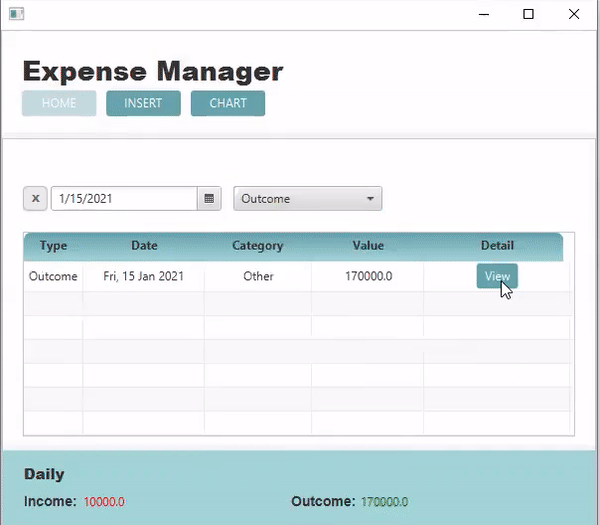 Expense Manager
HOME INSERT CHART
x 1/15/2021 Outcome
Type Date Category Value Detail
Outcome Fri, 15 Jan 2021 Other 170000.0 View
Daily
Income: 10000.0 Outcome: 170000.0